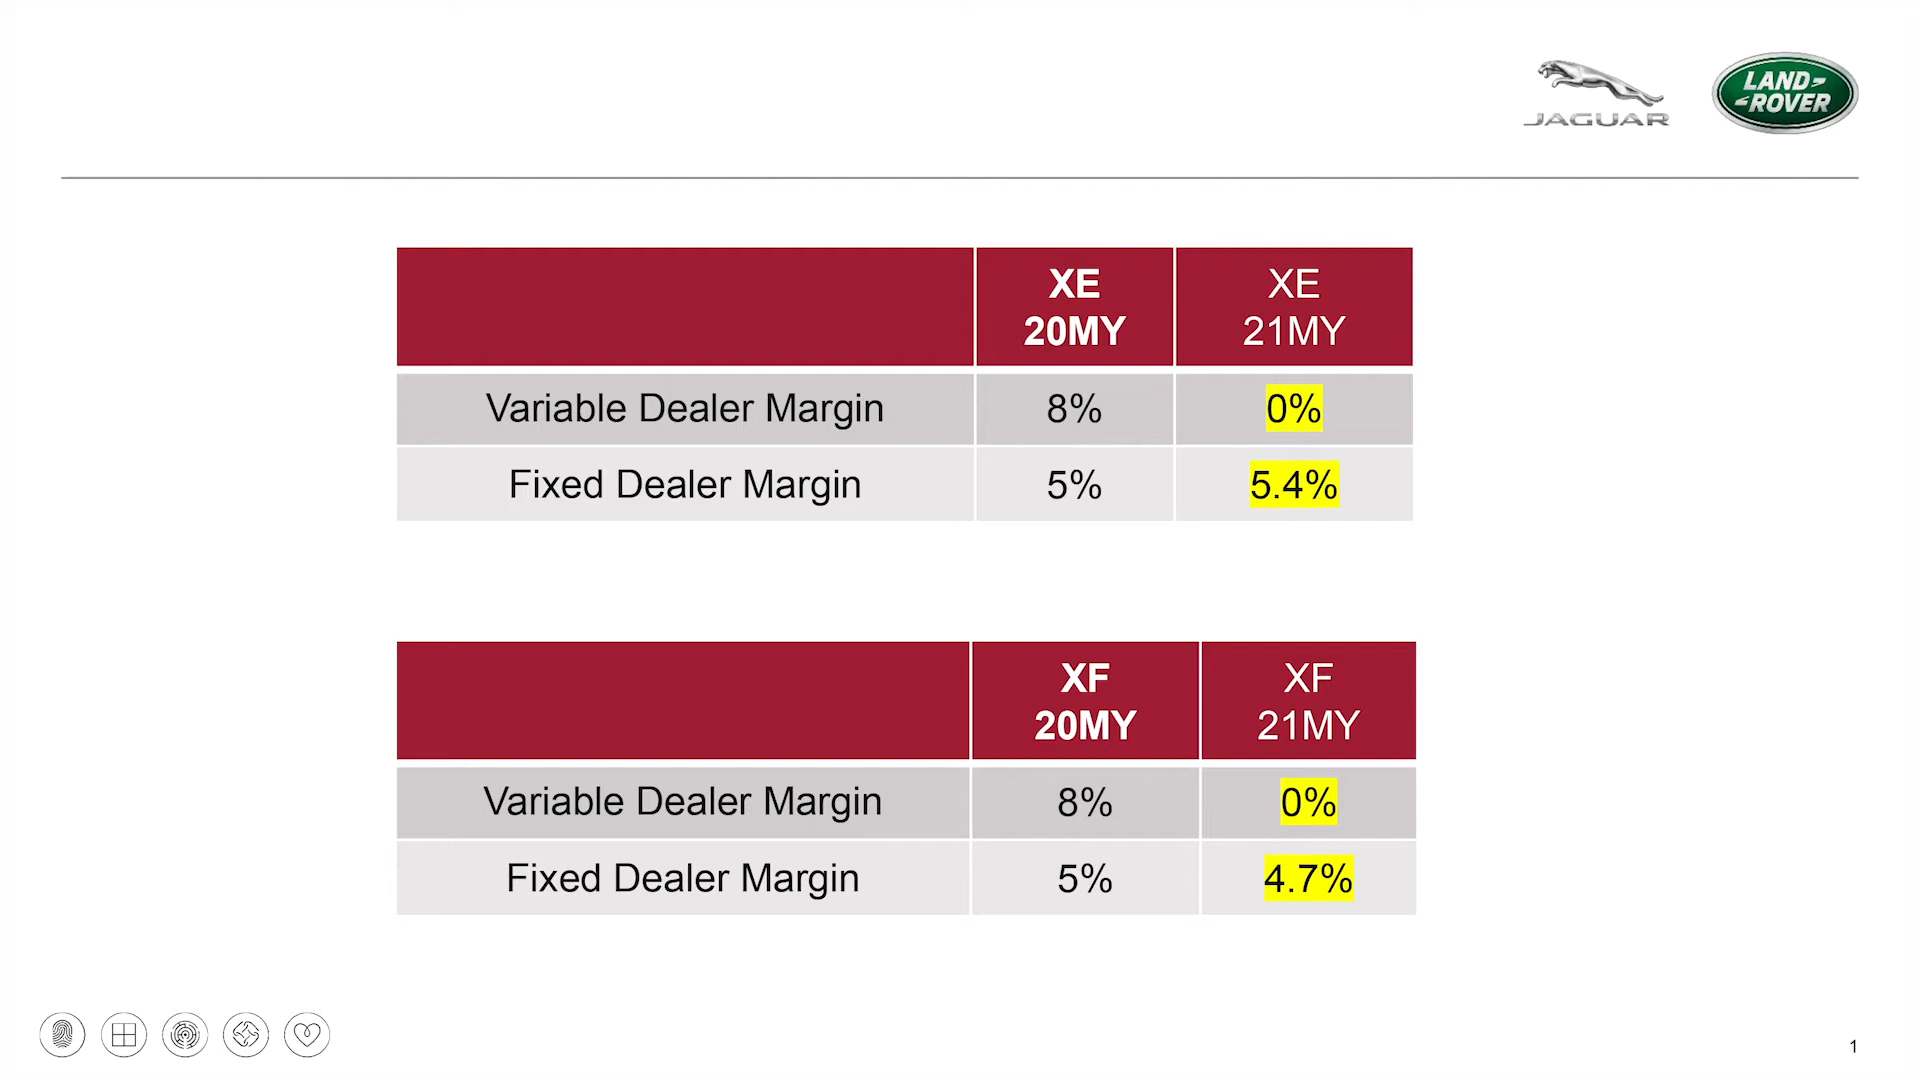 JAGUAR
LAND
ROVER
XE XE
20MY 21MY
Variable Dealer Margin 8% 0%
Fixed Dealer Margin 5% 5.4%
XF XF
20MY 21MY
Variable Dealer Margin 8% 0%
Fixed Dealer Margin 5% 4.7%
1